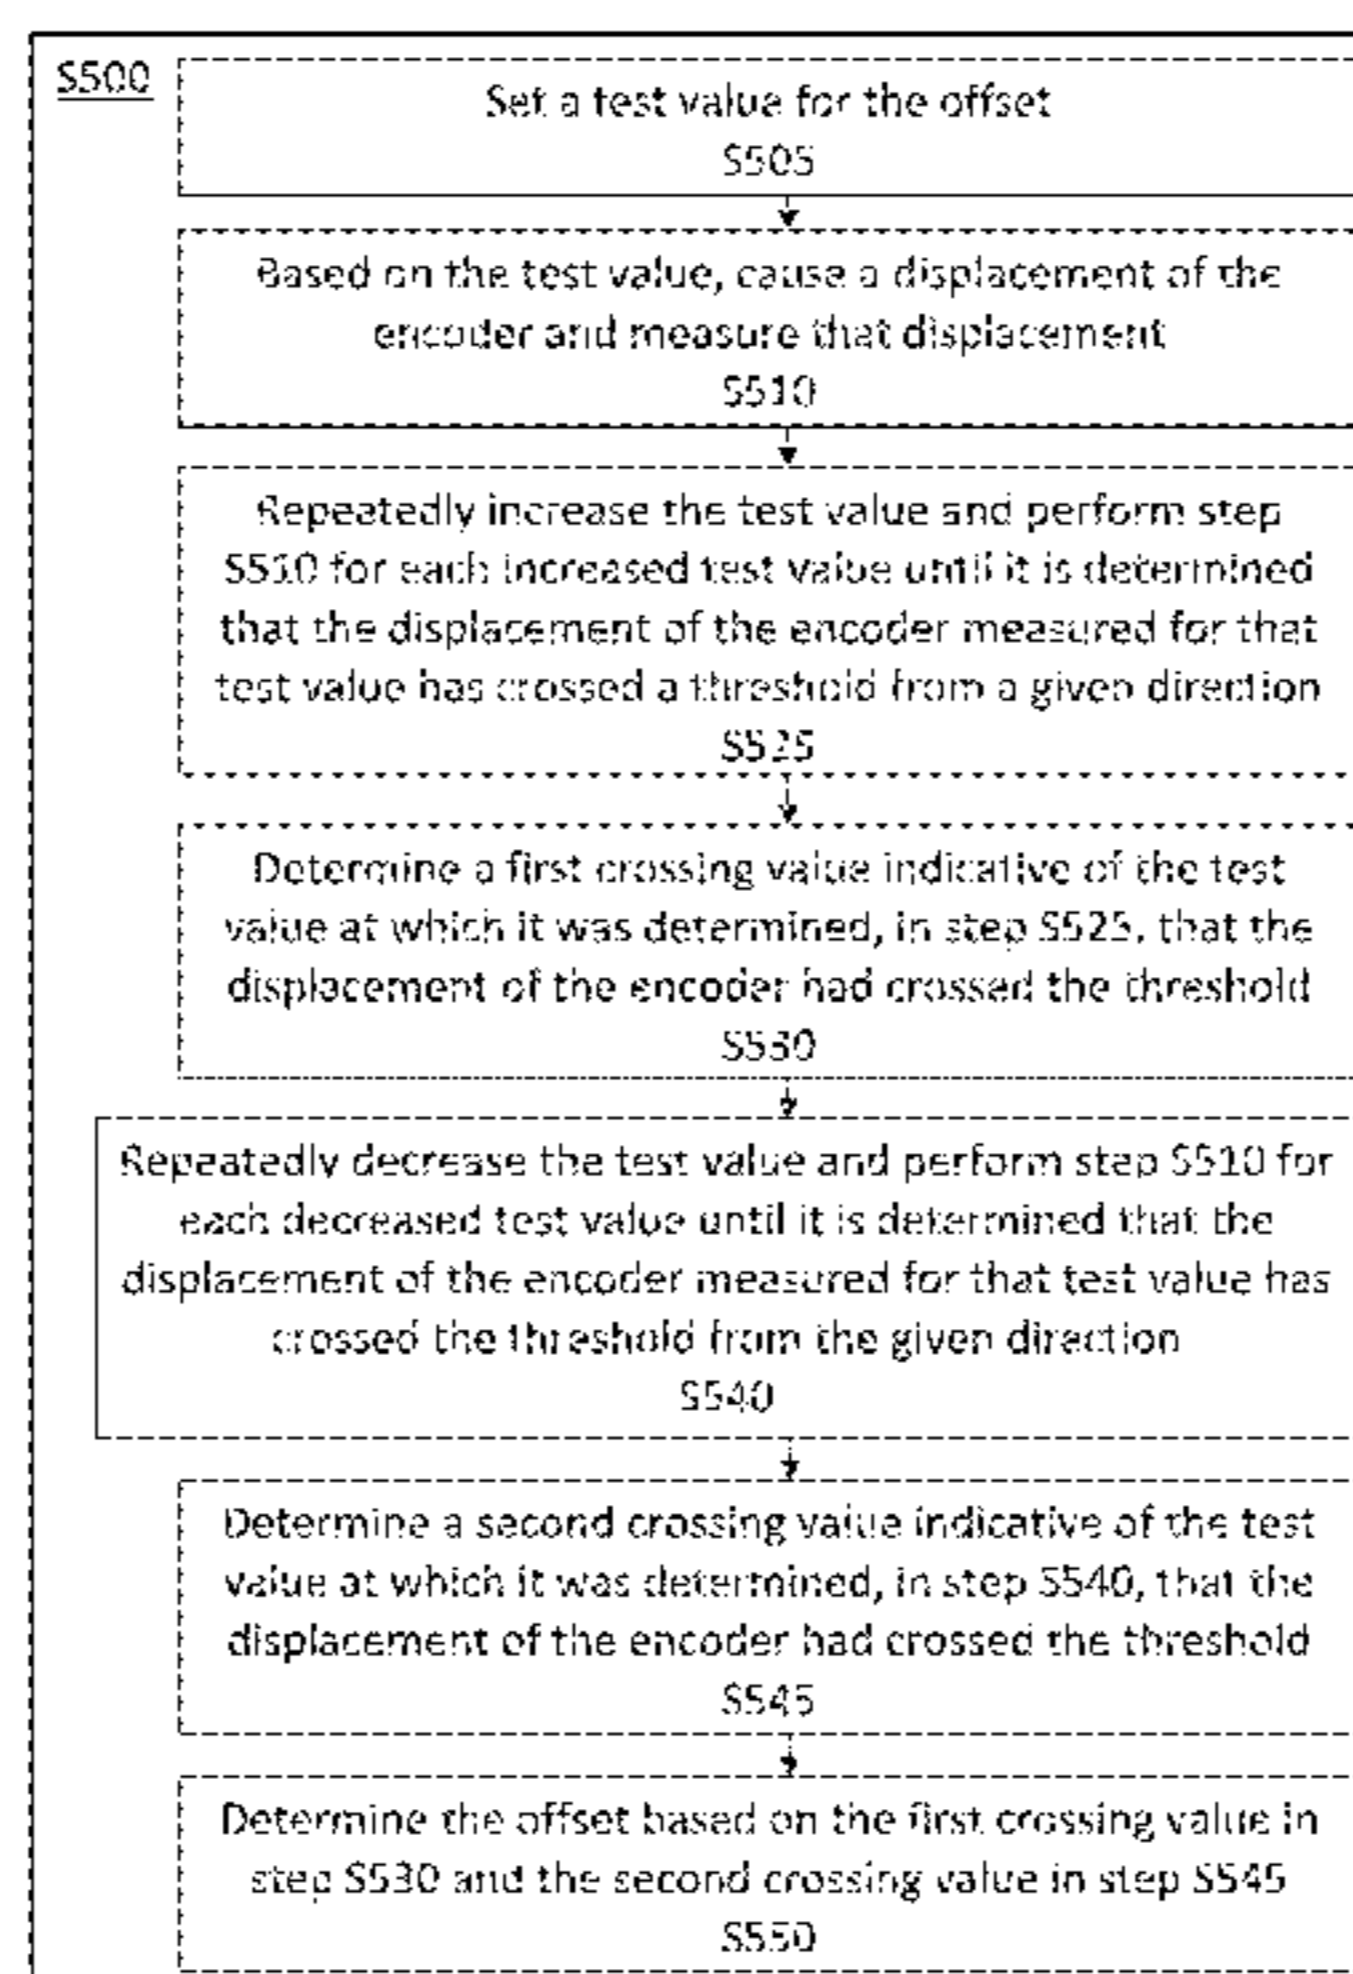 S500
Set a test value for the offset
S505
Based on the test value, cause a displacement of the
encoder and measure that displacement
S510
Repeatedly increase the test value and perform step
S510 for each increased test value until it is determined
that the displacement of the encoder measured for that
test value has crossed a threshold from a given direction
S525
Determine a first crossing value indicative of the test
value at which it was determined, in step S525, that the
displacement of the encoder had crossed the threshold
S530
Repeatedly decrease the test value and perform step S510 for
each decreased test value until it is determined that the
displacement of the encoder measured for that test value has
crossed the threshold from the given direction
S540
Determine a second crossing value indicative of the test
value at which it was determined, in step S540, that the
displacement of the encoder had crossed the threshold
S545
Determine the offset based on the first crossing value in
step S530 and the second crossing value in step S545
S550